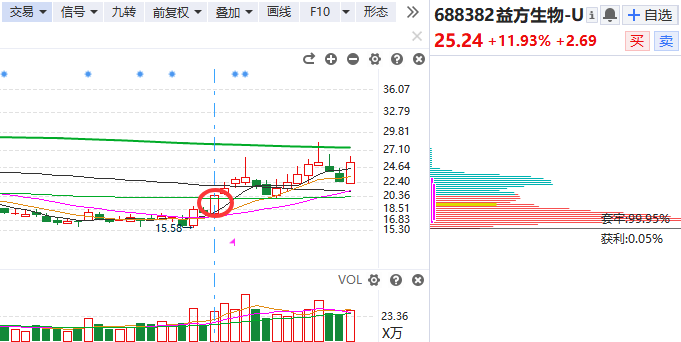 交易 信号 九转 前复权 叠加 画线 F10 形态
688382益方生物-U
25.24 +11.93% +2.69
+自选
买 卖
36.07
32.79
29.81
27.10
24.64
22.40
20.36
18.51
16.83
15.30
15.58
套牢:99.95%
获利:0.05%
VOL
23.36
X万